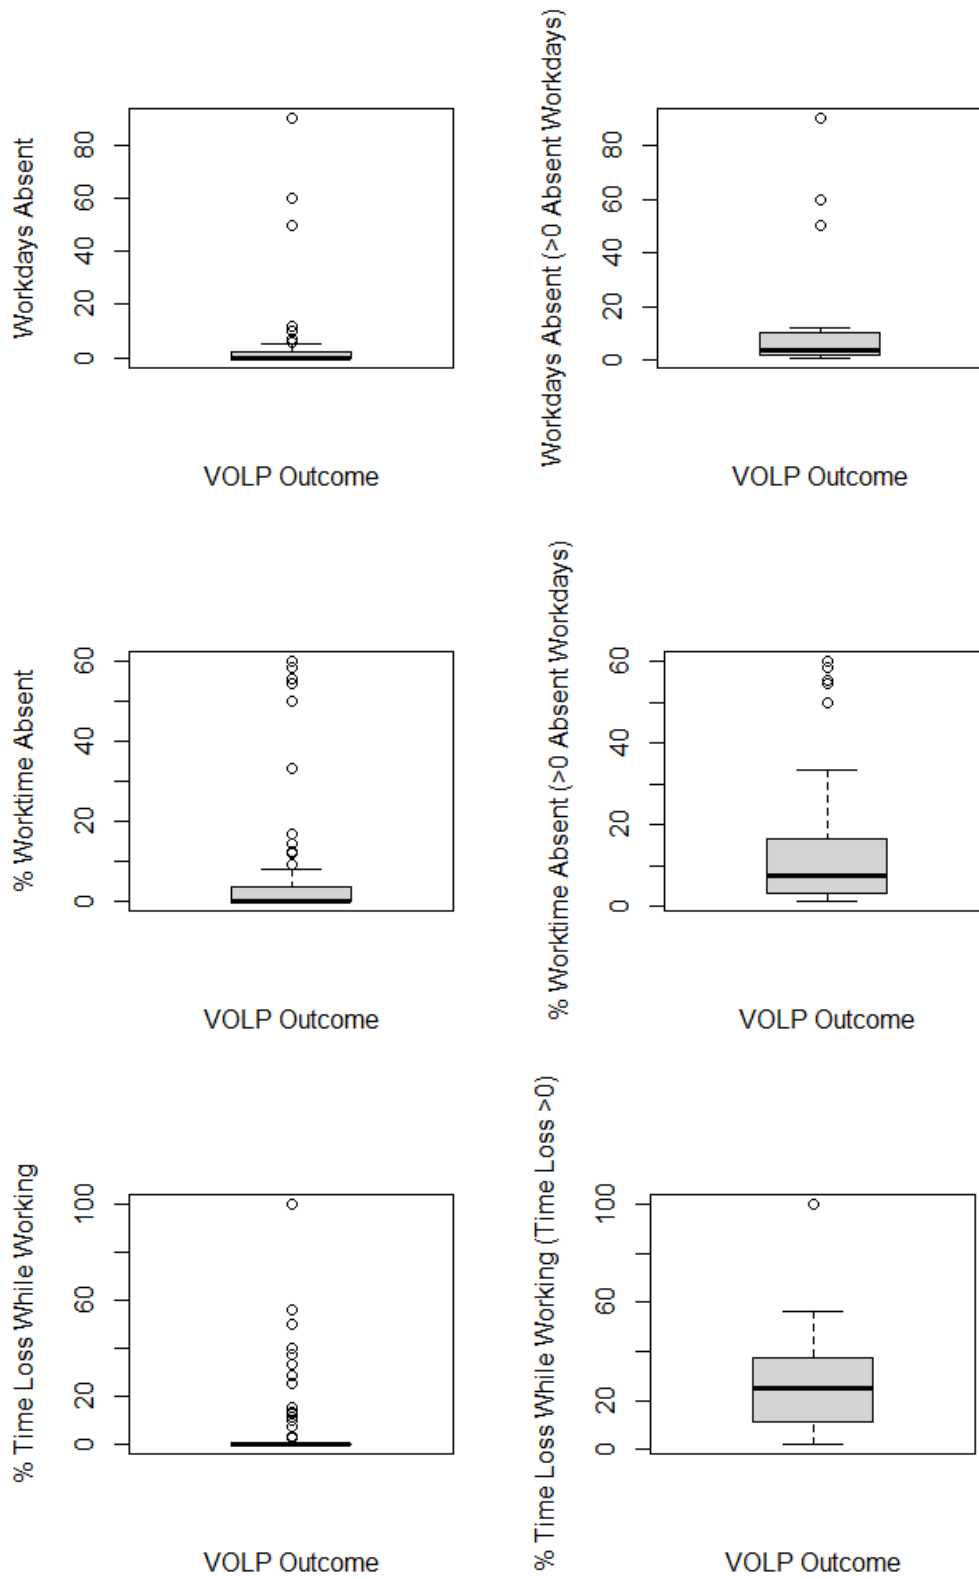 Workdays Absent
80
60
40
20
0
VOLP Outcome
Workdays Absent (>0 Absent Workdays)
80
60
40
20
0
VOLP Outcome
% Worktime Absent
60
40
20
0
VOLP Outcome
% Worktime Absent (>0 Absent Workdays)
60
40
20
0
VOLP Outcome
% Time Loss While Working
100
60
20
0
VOLP Outcome
% Time Loss While Working (Time Loss >0)
100
60
20
0
VOLP Outcome